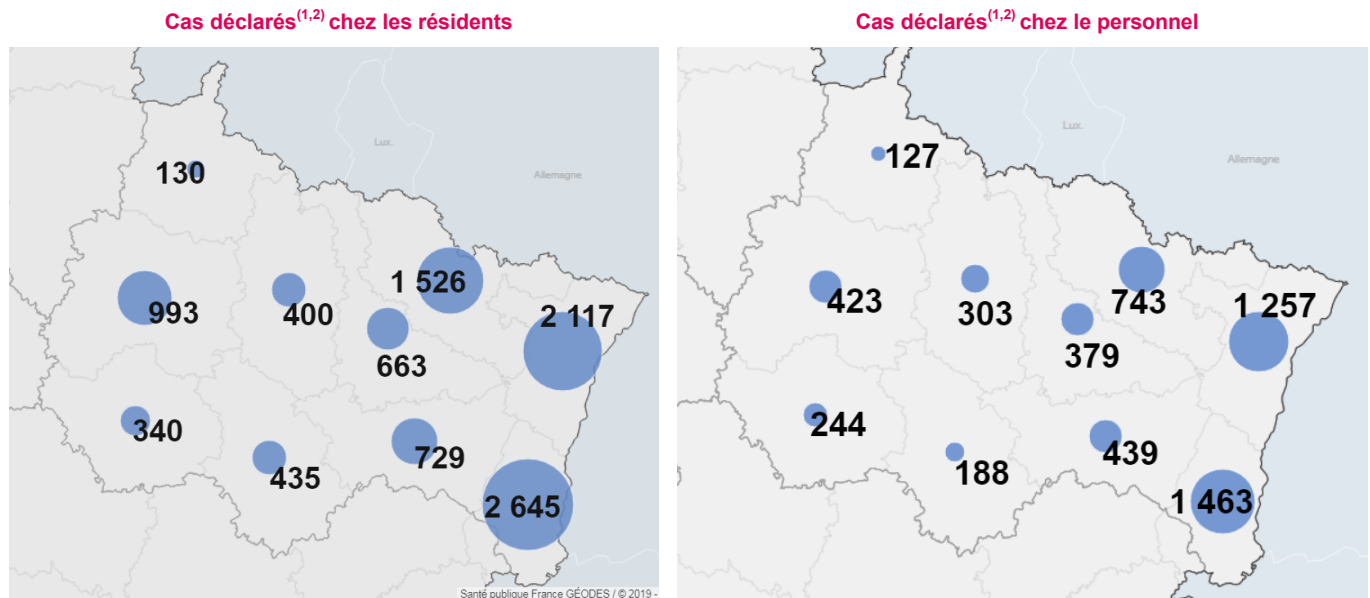 Cas déclarés(1,2) chez les résidents
Lux.
Allemagne
130
1 526
993
400
2 117
663
340
435
729
2 645
Santé publique France GÉODES / © 2019 -
Cas déclarés(1,2) chez le personnel
Lux.
Allemagne
127
423
303
743
1 257
379
244
188
439
1 463